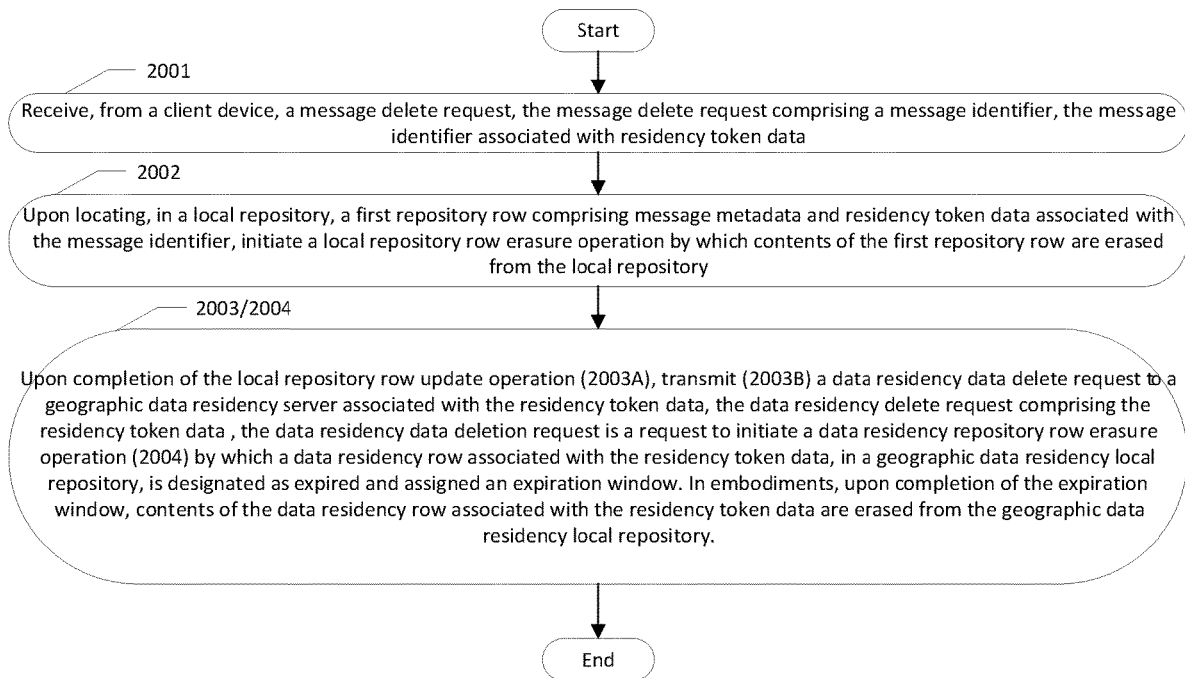 Start
2001
Receive, from a client device, a message delete request, the message delete request comprising a message identifier, the message
identifier associated with residency token data
2002
Upon locating, in a local repository, a first repository row comprising message metadata and residency token data associated with
the message identifier, initiate a local repository row erasure operation by which contents of the first repository row are erased
from the local repository
2003/2004
Upon completion of the local repository row update operation (2003A), transmit (2003B) a data residency data delete request to a
geographic data residency server associated with the residency token data, the data residency delete request comprising the
residency token data , the data residency data deletion request is a request to initiate a data residency repository row erasure
operation (2004) by which a data residency row associated with the residency token data, in a geographic data residency local
repository, is designated as expired and assigned an expiration window. In embodiments, upon completion of the expiration
window, contents of the data residency row associated with the residency token data are erased from the geographic data
residency local repository.
End